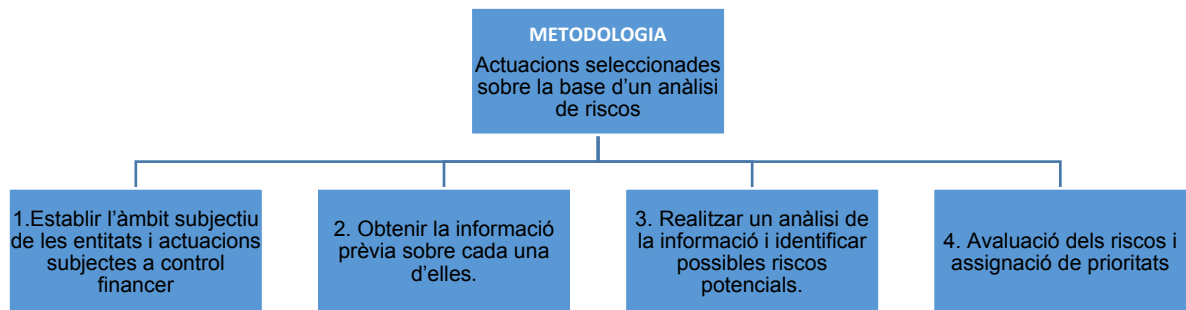 METODOLOGIA
Actuacions seleccionades
sobre la base d’un anàlisi
de riscos
1.Establir l’àmbit subjectiu
de les entitats i actuacions
subjectes a control
financer
2. Obtenir la informació
prèvia sobre cada una
d’elles.
3. Realitzar un anàlisi de
la informació i identificar
possibles riscos
potencials.
4. Avaluació dels riscos i
assignació de prioritats